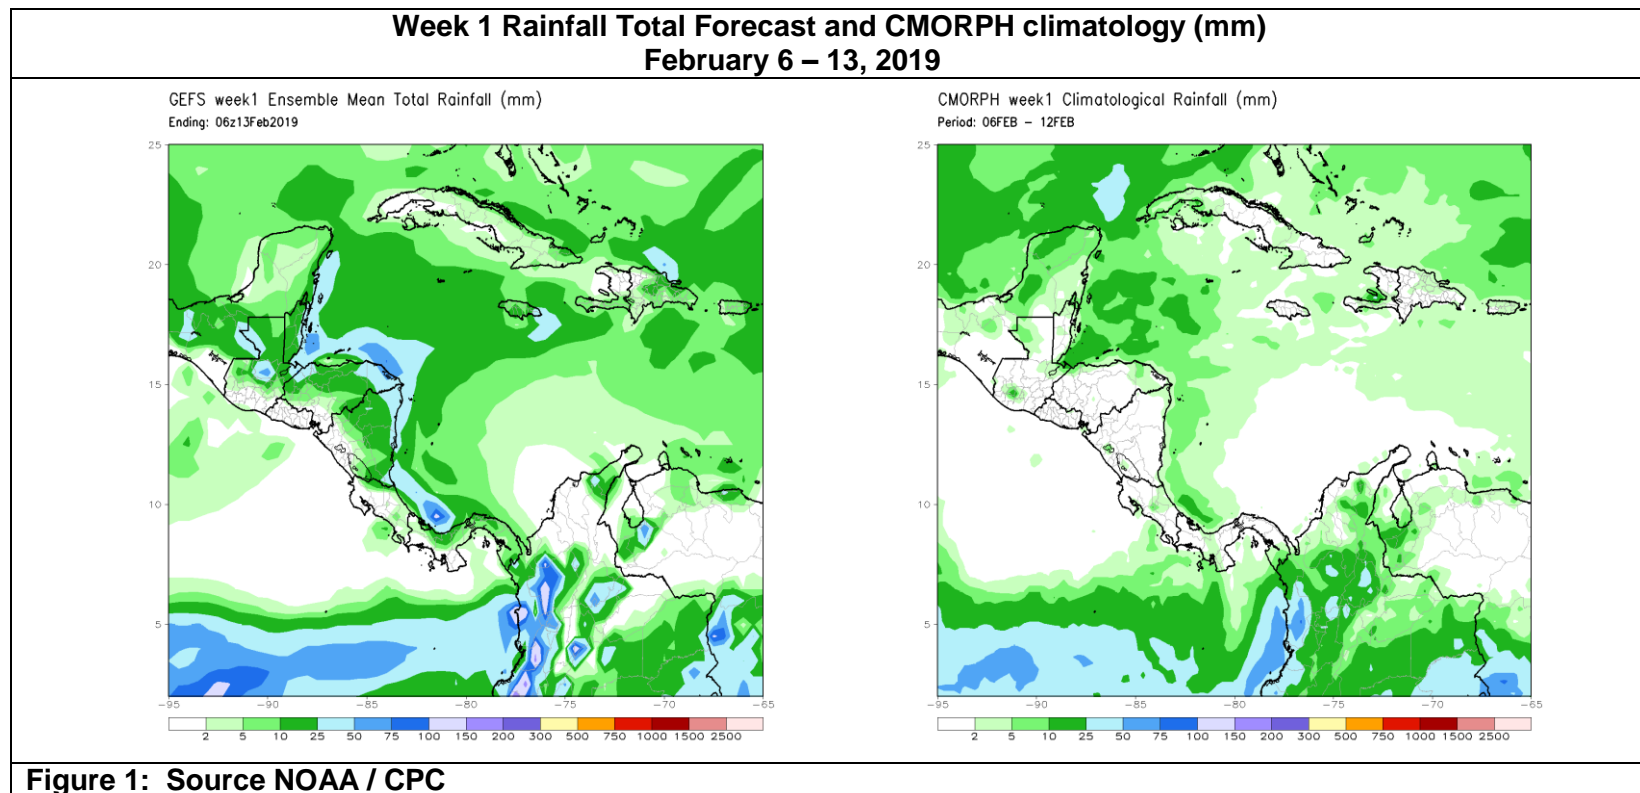 Week 1 Rainfall Total Forecast and CMORPH climatology (mm)
February 6 – 13, 2019
GEFS week1 Ensemble Mean Total Rainfall (mm)
Ending: 06z13Feb2019
25
20
15
10
5
−95 −90 −85 −80 −75 −70 −65
2 5 10 25 50 75 100 150 200 300 500 750 1000 1500 2500
CMORPH week1 Climatological Rainfall (mm)
Period: 06FEB − 12FEB
25
20
15
10
5
−95 −90 −85 −80 −75 −70 −65
2 5 10 25 50 75 100 150 200 300 500 750 1000 1500 2500
Figure 1: Source NOAA / CPC